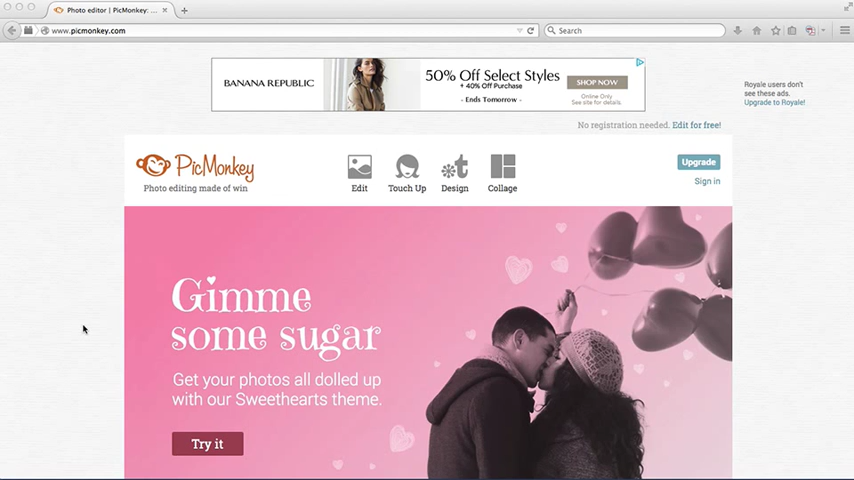 Photo editor | PicMonkey: ...
www.picmonkey.com
Search
BANANA REPUBLIC
50% Off Select Styles
+ 40% Off Purchase
- Ends Tomorrow -
SHOP NOW
Online Only
See site for details.
Royale users don't
see these ads.
Upgrade to Royale!
No registration needed. Edit for free!
PicMonkey
Photo editing made of win
Edit
Touch Up
Design
Collage
Upgrade
Sign in
Gimme
some sugar
Get your photos all dolled up
with our Sweethearts theme.
Try it